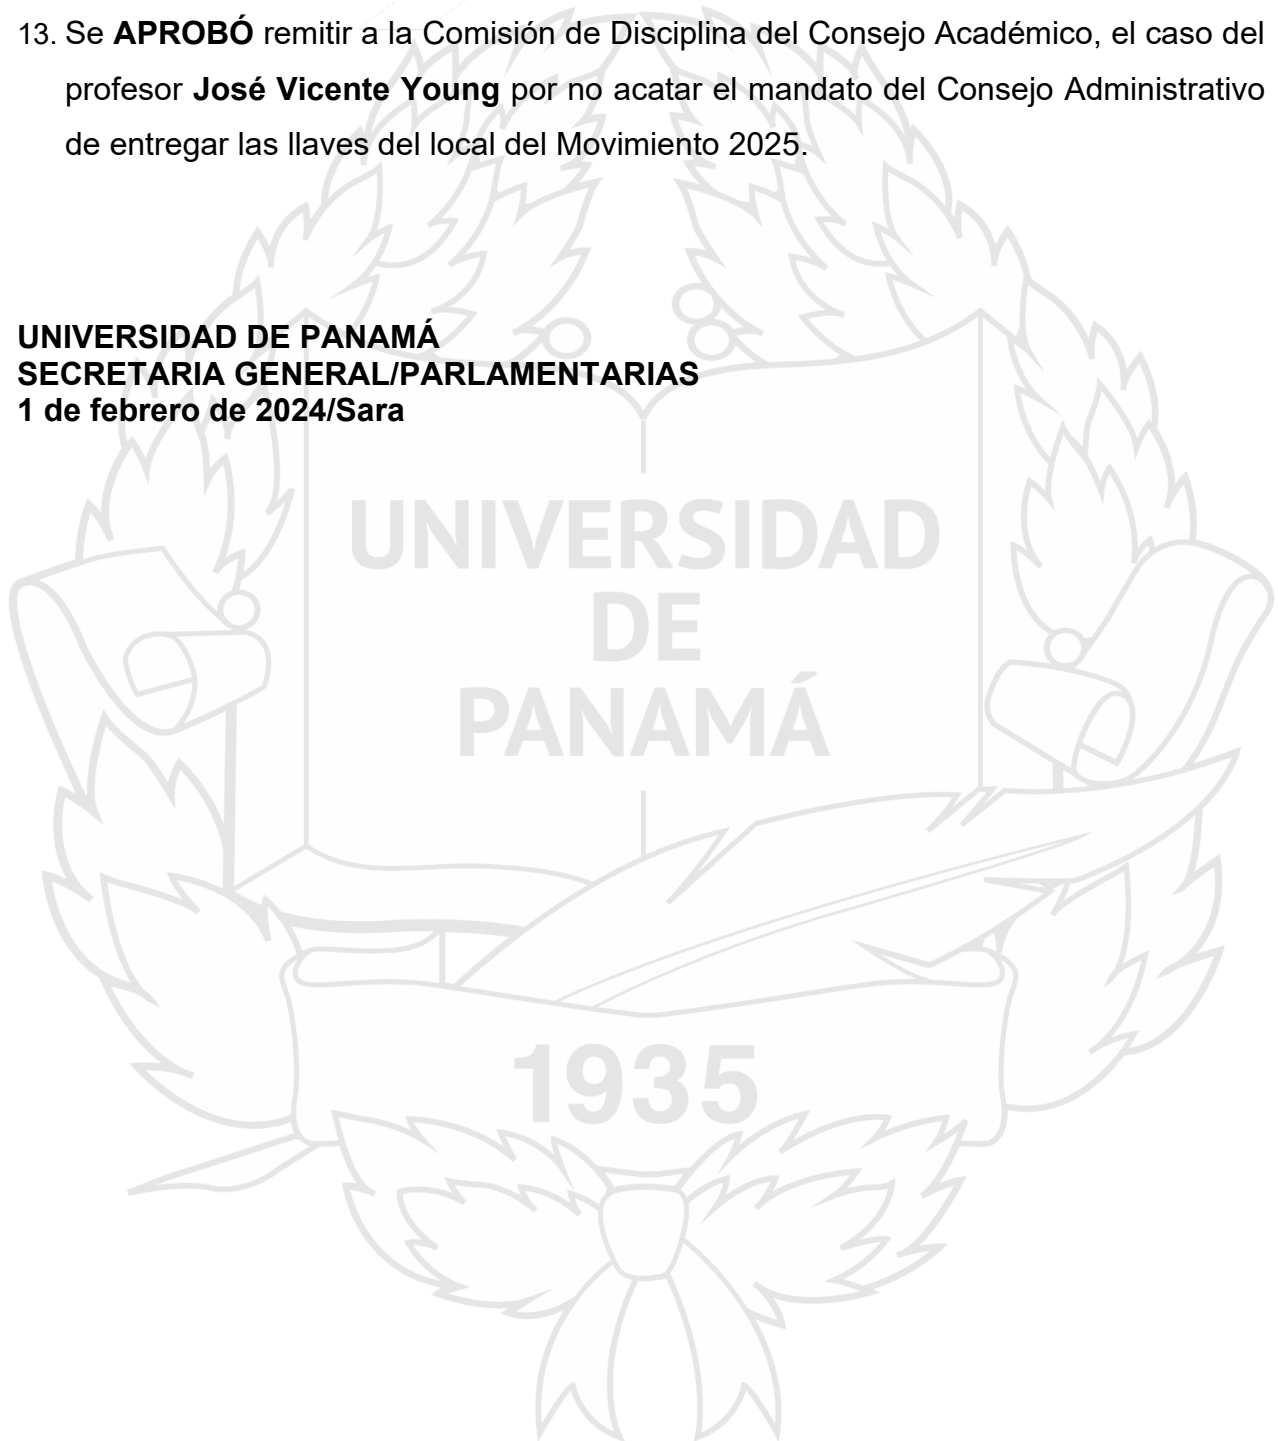 13. Se APROBÓ remitir a la Comisión de Disciplina del Consejo Académico, el caso del
profesor José Vicente Young por no acatar el mandato del Consejo Administrativo
de entregar las llaves del local del Movimiento 2025.
UNIVERSIDAD DE PANAMÁ
SECRETARIA GENERAL/PARLAMENTARIAS
1 de febrero de 2024/Sara
UNIVERSIDAD
DE
PANAMÁ
1935